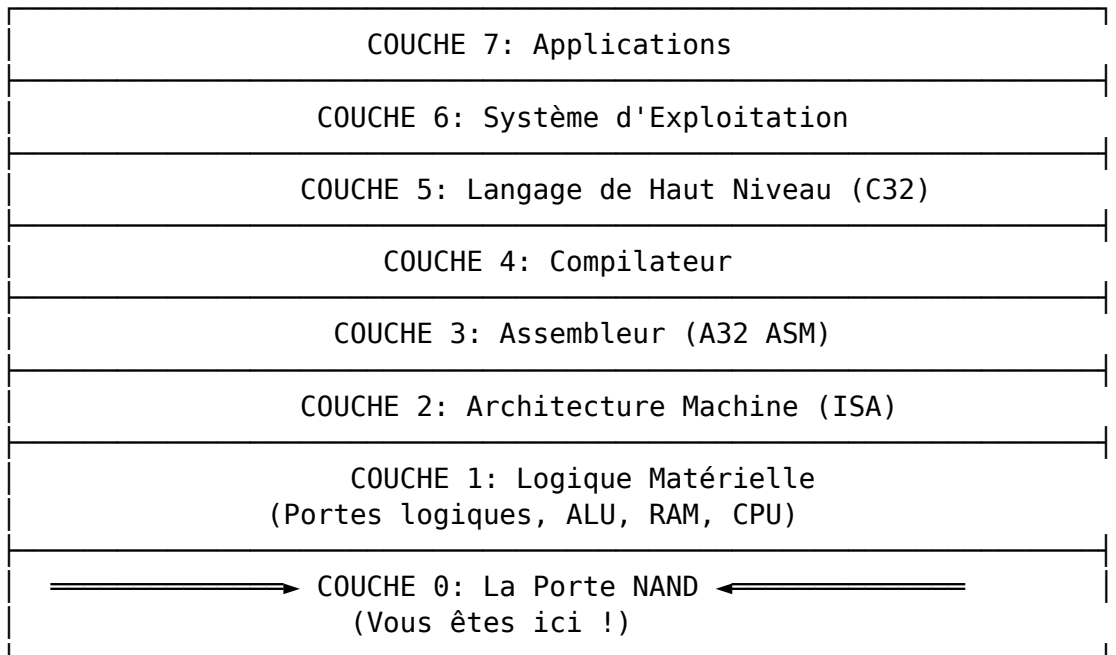 COUCHE 7: Applications
COUCHE 6: Système d'Exploitation
COUCHE 5: Langage de Haut Niveau (C32)
COUCHE 4: Compilateur
COUCHE 3: Assembleur (A32 ASM)
COUCHE 2: Architecture Machine (ISA)
COUCHE 1: Logique Matérielle
(Portes logiques, ALU, RAM, CPU)
COUCHE 0: La Porte NAND
(Vous êtes ici !)